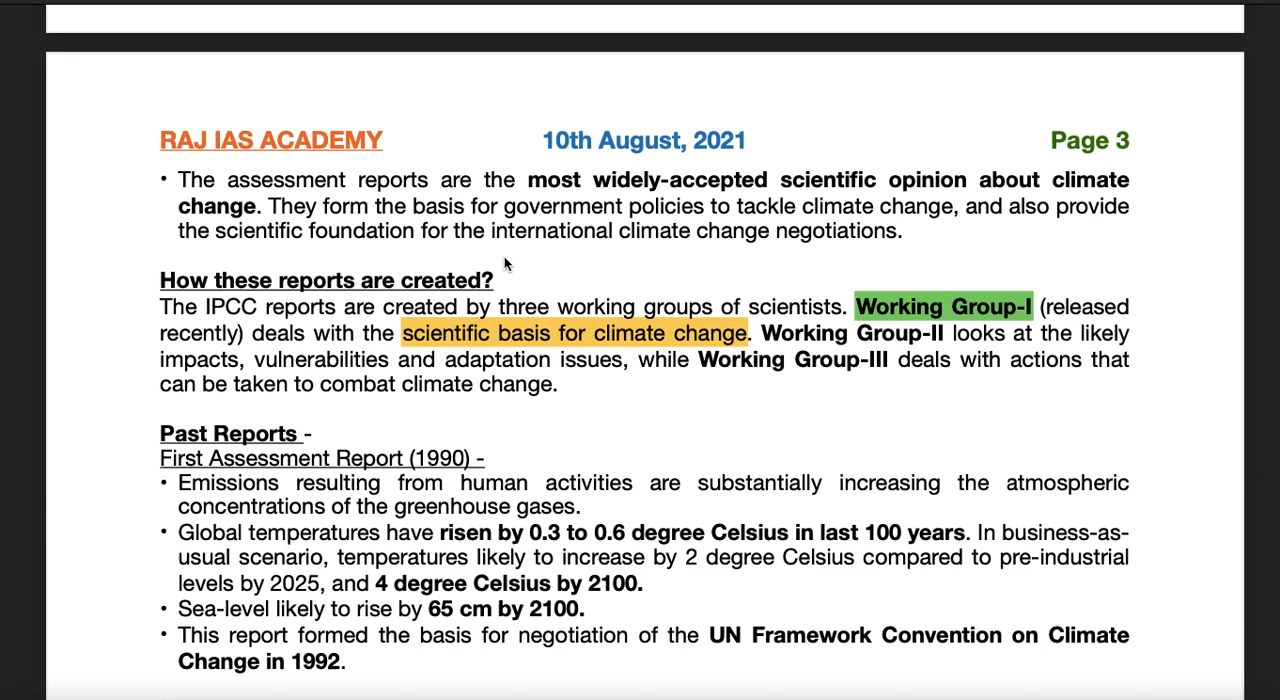 RAJ IAS ACADEMY 10th August, 2021 Page 3
• The assessment reports are the most widely-accepted scientific opinion about climate
change. They form the basis for government policies to tackle climate change, and also provide
the scientific foundation for the international climate change negotiations.
How these reports are created?
The IPCC reports are created by three working groups of scientists. Working Group-I (released
recently) deals with the scientific basis for climate change. Working Group-II looks at the likely
impacts, vulnerabilities and adaptation issues, while Working Group-III deals with actions that
can be taken to combat climate change.
Past Reports -
First Assessment Report (1990) -
• Emissions resulting from human activities are substantially increasing the atmospheric
concentrations of the greenhouse gases.
• Global temperatures have risen by 0.3 to 0.6 degree Celsius in last 100 years. In business-as-
usual scenario, temperatures likely to increase by 2 degree Celsius compared to pre-industrial
levels by 2025, and 4 degree Celsius by 2100.
• Sea-level likely to rise by 65 cm by 2100.
• This report formed the basis for negotiation of the UN Framework Convention on Climate
Change in 1992.